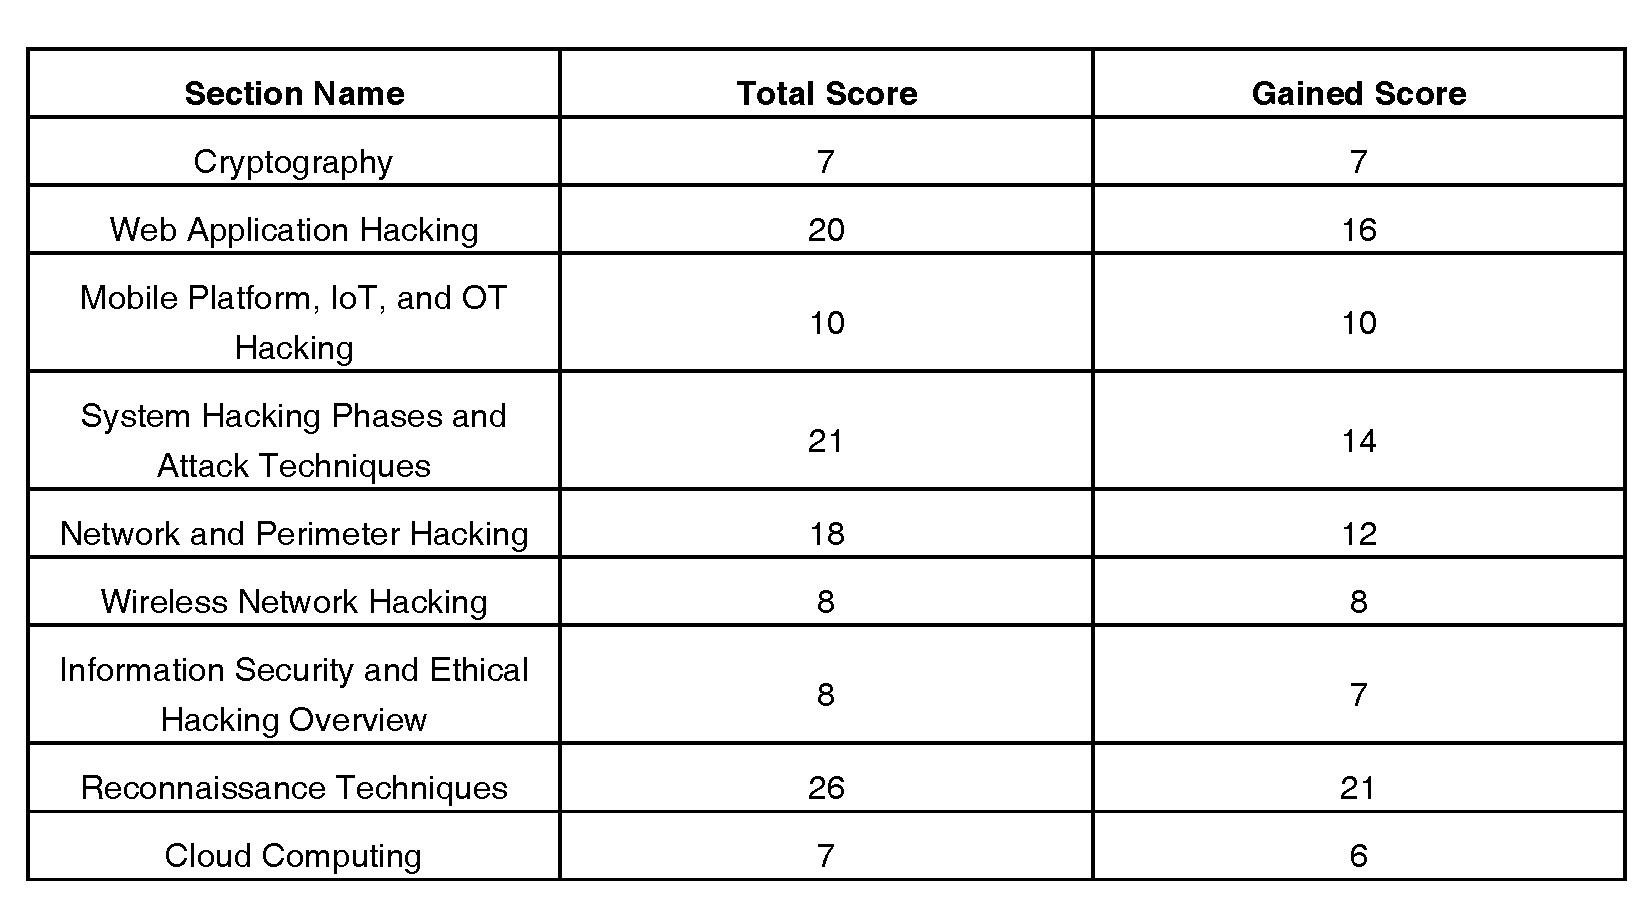 Section Name Total Score Gained Score
Cryptography 7 7
Web Application Hacking 20 16
Mobile Platform, IoT, and OT
Hacking 10 10
System Hacking Phases and
Attack Techniques 21 14
Network and Perimeter Hacking 18 12
Wireless Network Hacking 8 8
Information Security and Ethical
Hacking Overview 8 7
Reconnaissance Techniques 26 21
Cloud Computing 7 6